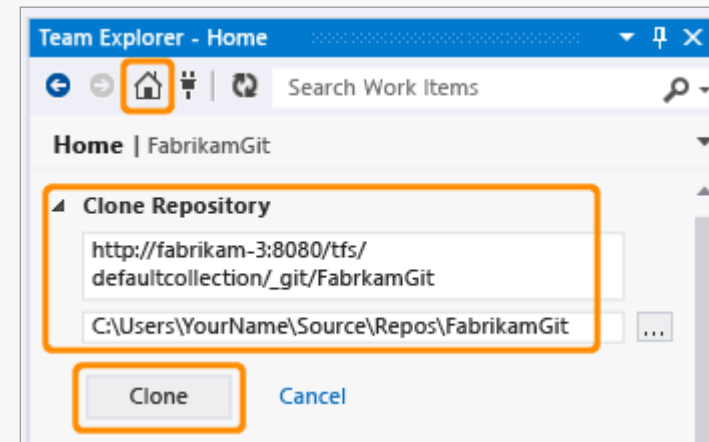 Team Explorer - Home
Search Work Items
Home | FabrikamGit
Clone Repository
http://fabrikam-3:8080/tfs/
defaultcollection/_git/FabrkamGit
C:\Users\YourName\Source\Repos\FabrikamGit
...
Clone Cancel